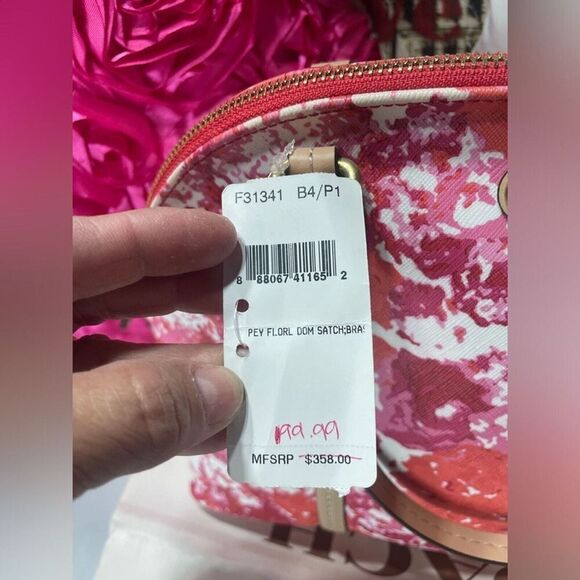 F31341 B4/P1
8 88067 41165 2
PEY FLORL DOM SATCH;BRAS
199.99
MFSRP $358.00